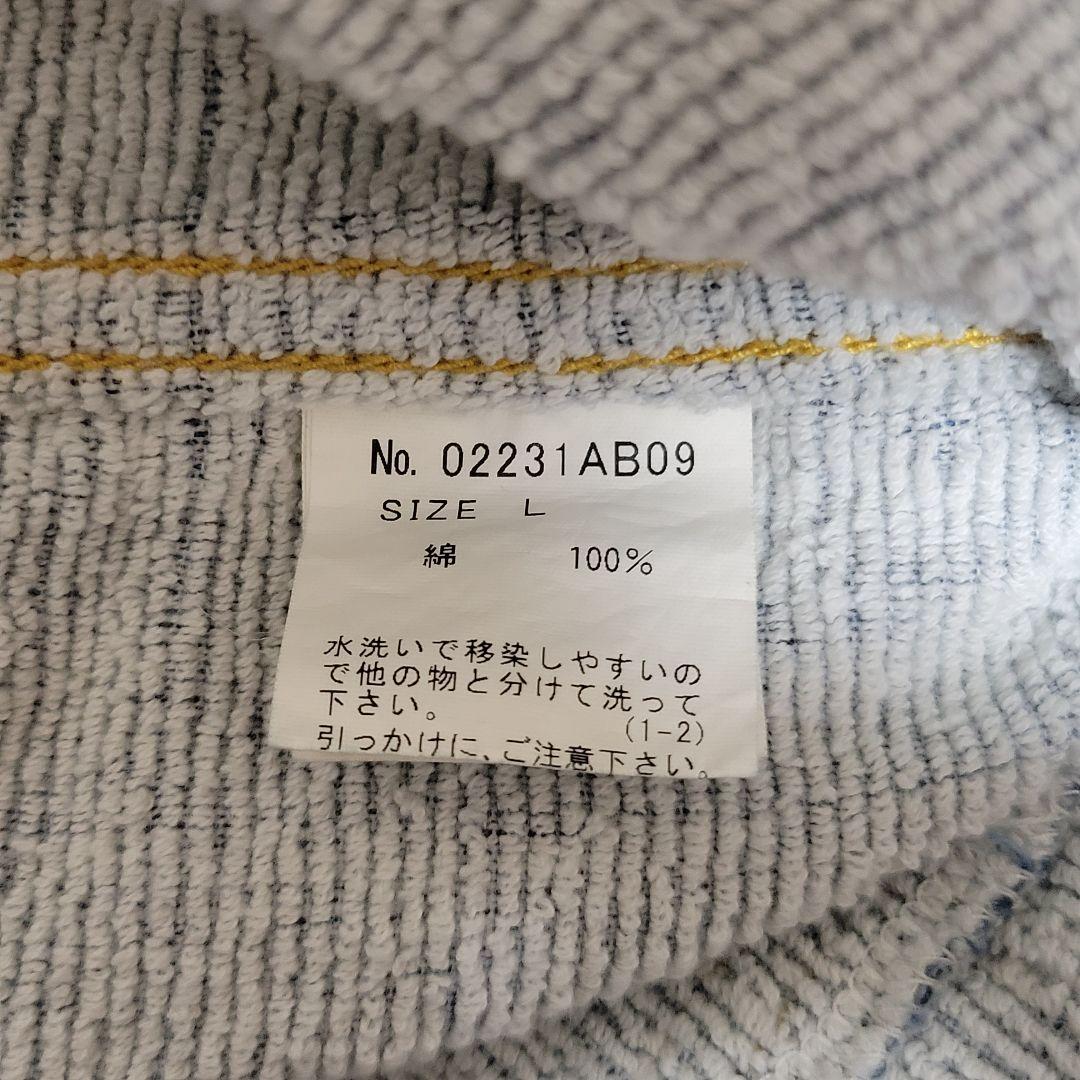 No. 02231AB09
SIZE L
綿 100%
水洗いで移染しやすいの
で他の物と分けて洗って
下さい。
(1-2)
引っかけに、ご注意下さい。